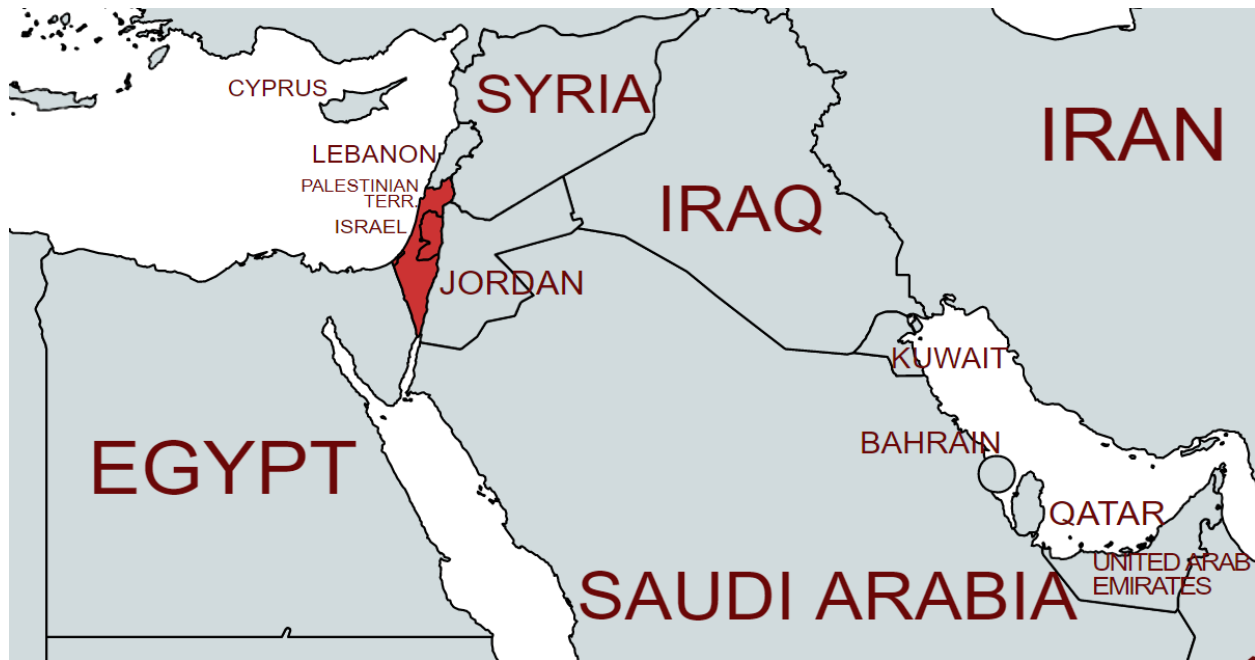 CYPRUS
SYRIA
IRAN
LEBANON
PALESTINIAN
TERR.
ISRAEL
IRAQ
JORDAN
KUWAIT
EGYPT
BAHRAIN
QATAR
SAUDI ARABIA
UNITED ARAB
EMIRATES